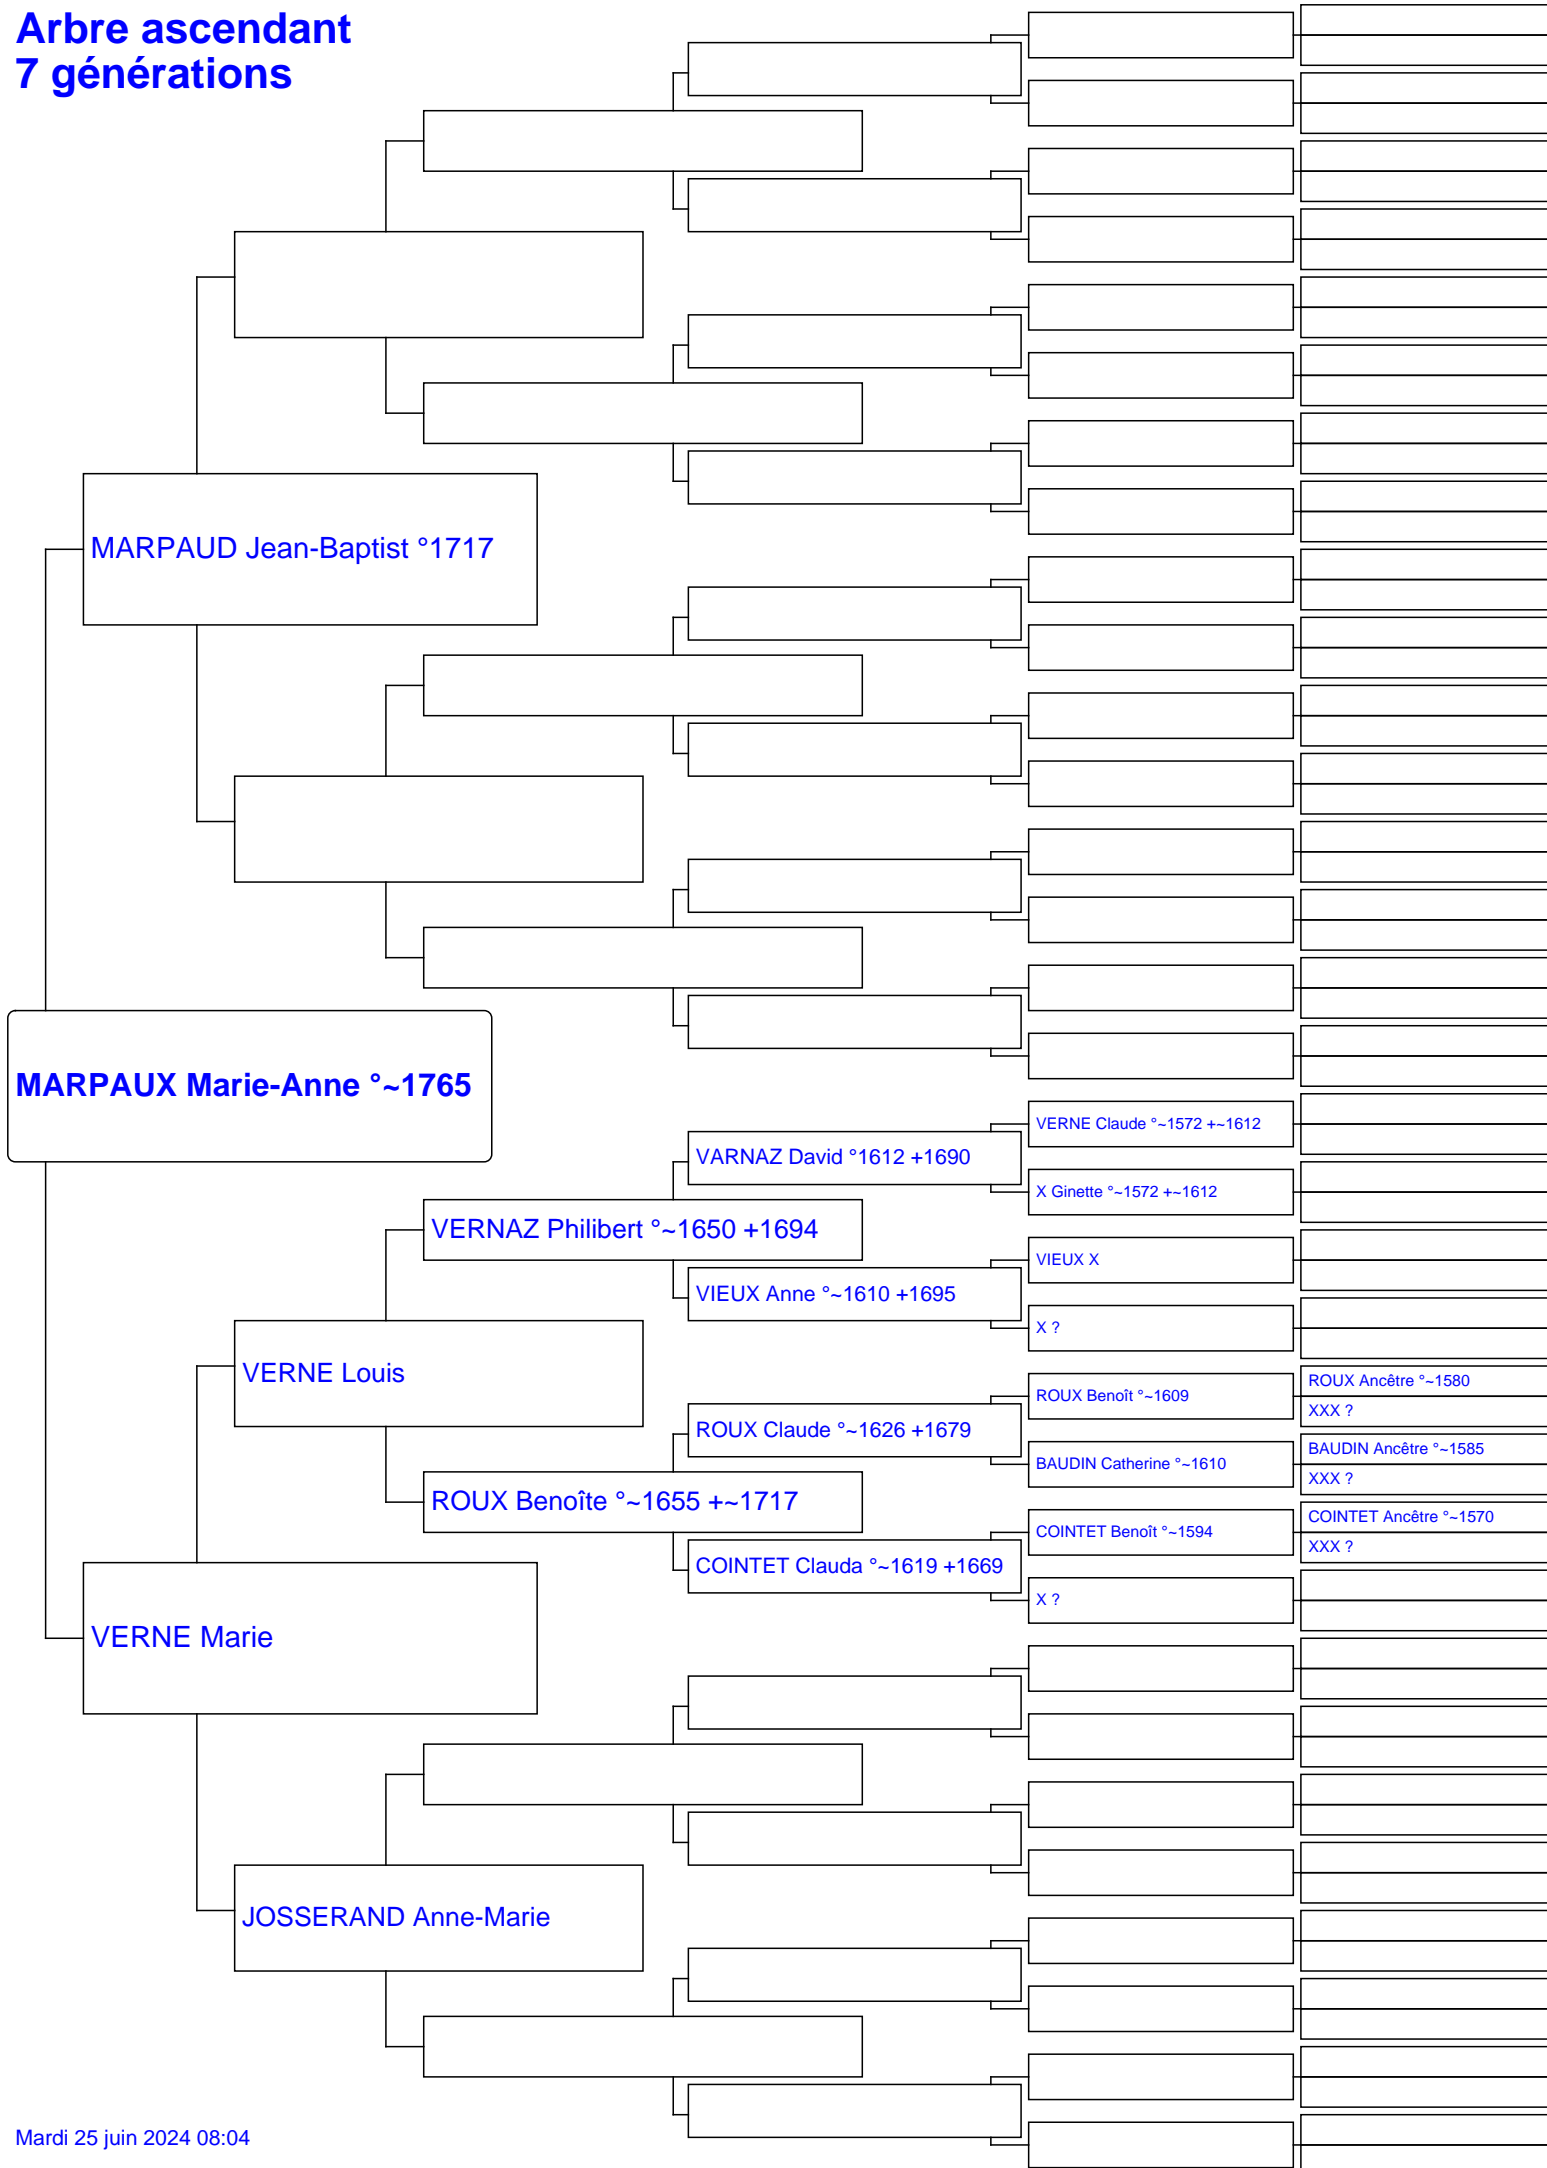 Arbre ascendant
7 générations
MARPAUD Jean-Baptist °1717
MARPAUX Marie-Anne °~1765
VERNE Claude °~1572 +~1612
VARNAZ David °1612 +1690
X Ginette °~1572 +~1612
VERNAZ Philibert °~1650 +1694
VIEUX X
VIEUX Anne °~1610 +1695
X ?
VERNE Louis
ROUX Ancêtre °~1580
ROUX Benoît °~1609
XXX ?
ROUX Claude °~1626 +1679
BAUDIN Ancêtre °~1585
BAUDIN Catherine °~1610
XXX ?
ROUX Benoîte °~1655 +~1717
COINTET Ancêtre °~1570
COINTET Benoît °~1594
XXX ?
COINTET Clauda °~1619 +1669
X ?
VERNE Marie
JOSSERAND Anne-Marie
Mardi 25 juin 2024 08:04